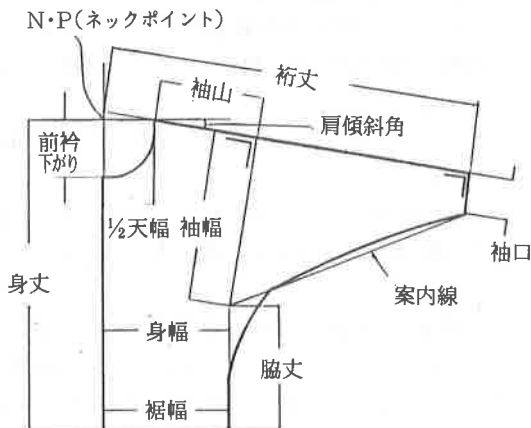 N・P(ネックポイント)
裄丈
袖山
肩傾斜角
前衿
下がり
½天幅
袖幅
袖口
身丈
案内線
身幅
脇丈
裾幅